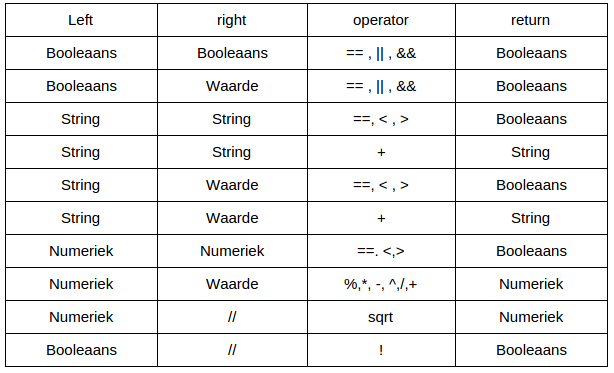 Left right operator return
Booleaans Booleaans == , || , && Booleaans
Booleaans Waarde == , || , && Booleaans
String String ==, < , > Booleaans
String String + String
String Waarde ==, < , > Booleaans
String Waarde + String
Numeriek Numeriek ==. <,> Booleaans
Numeriek Waarde %,*, -, ^,/,+ Numeriek
Numeriek // sqrt Numeriek
Booleaans // ! Booleaans